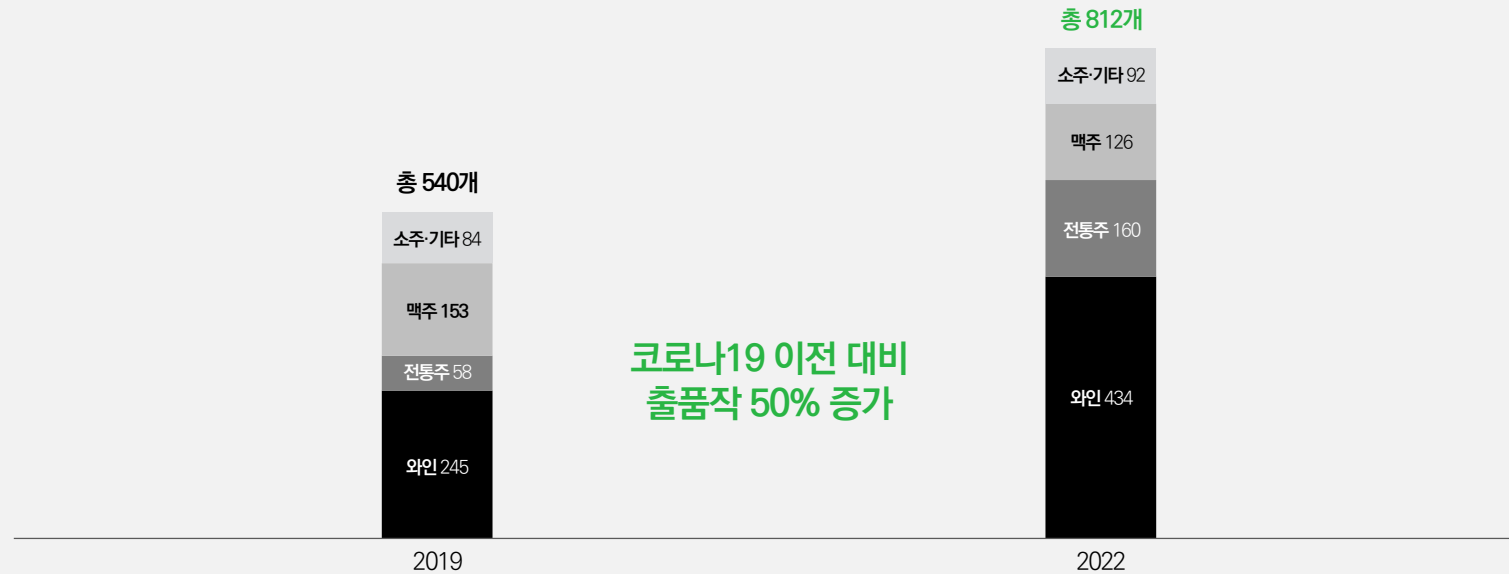 총 812개
소주·기타 92
맥주 126
전통주 160
와인 434
총 540개
소주·기타 84
맥주 153
전통주 58
와인 245
코로나19 이전 대비
출품작 50% 증가
2019
2022